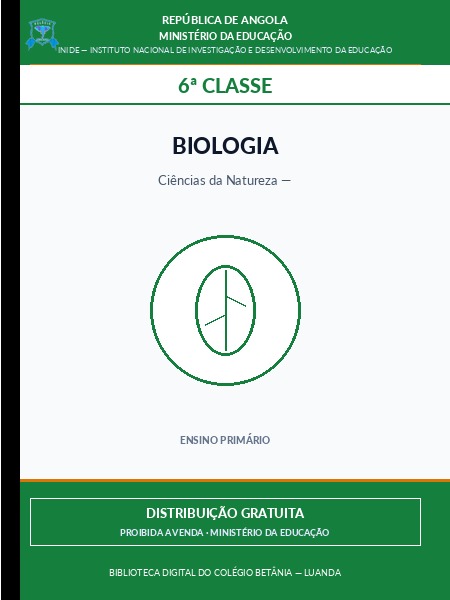 REPÚBLICA DE ANGOLA
MINISTÉRIO DA EDUCAÇÃO
INIDE — INSTITUTO NACIONAL DE INVESTIGAÇÃO E DESENVOLVIMENTO DA EDUCAÇÃO
6ª CLASSE
BIOLOGIA
Ciências da Natureza —
ENSINO PRIMÁRIO
DISTRIBUIÇÃO GRATUITA
PROIBIDA A VENDA · MINISTÉRIO DA EDUCAÇÃO
BIBLIOTECA DIGITAL DO COLÉGIO BETÂNIA — LUANDA